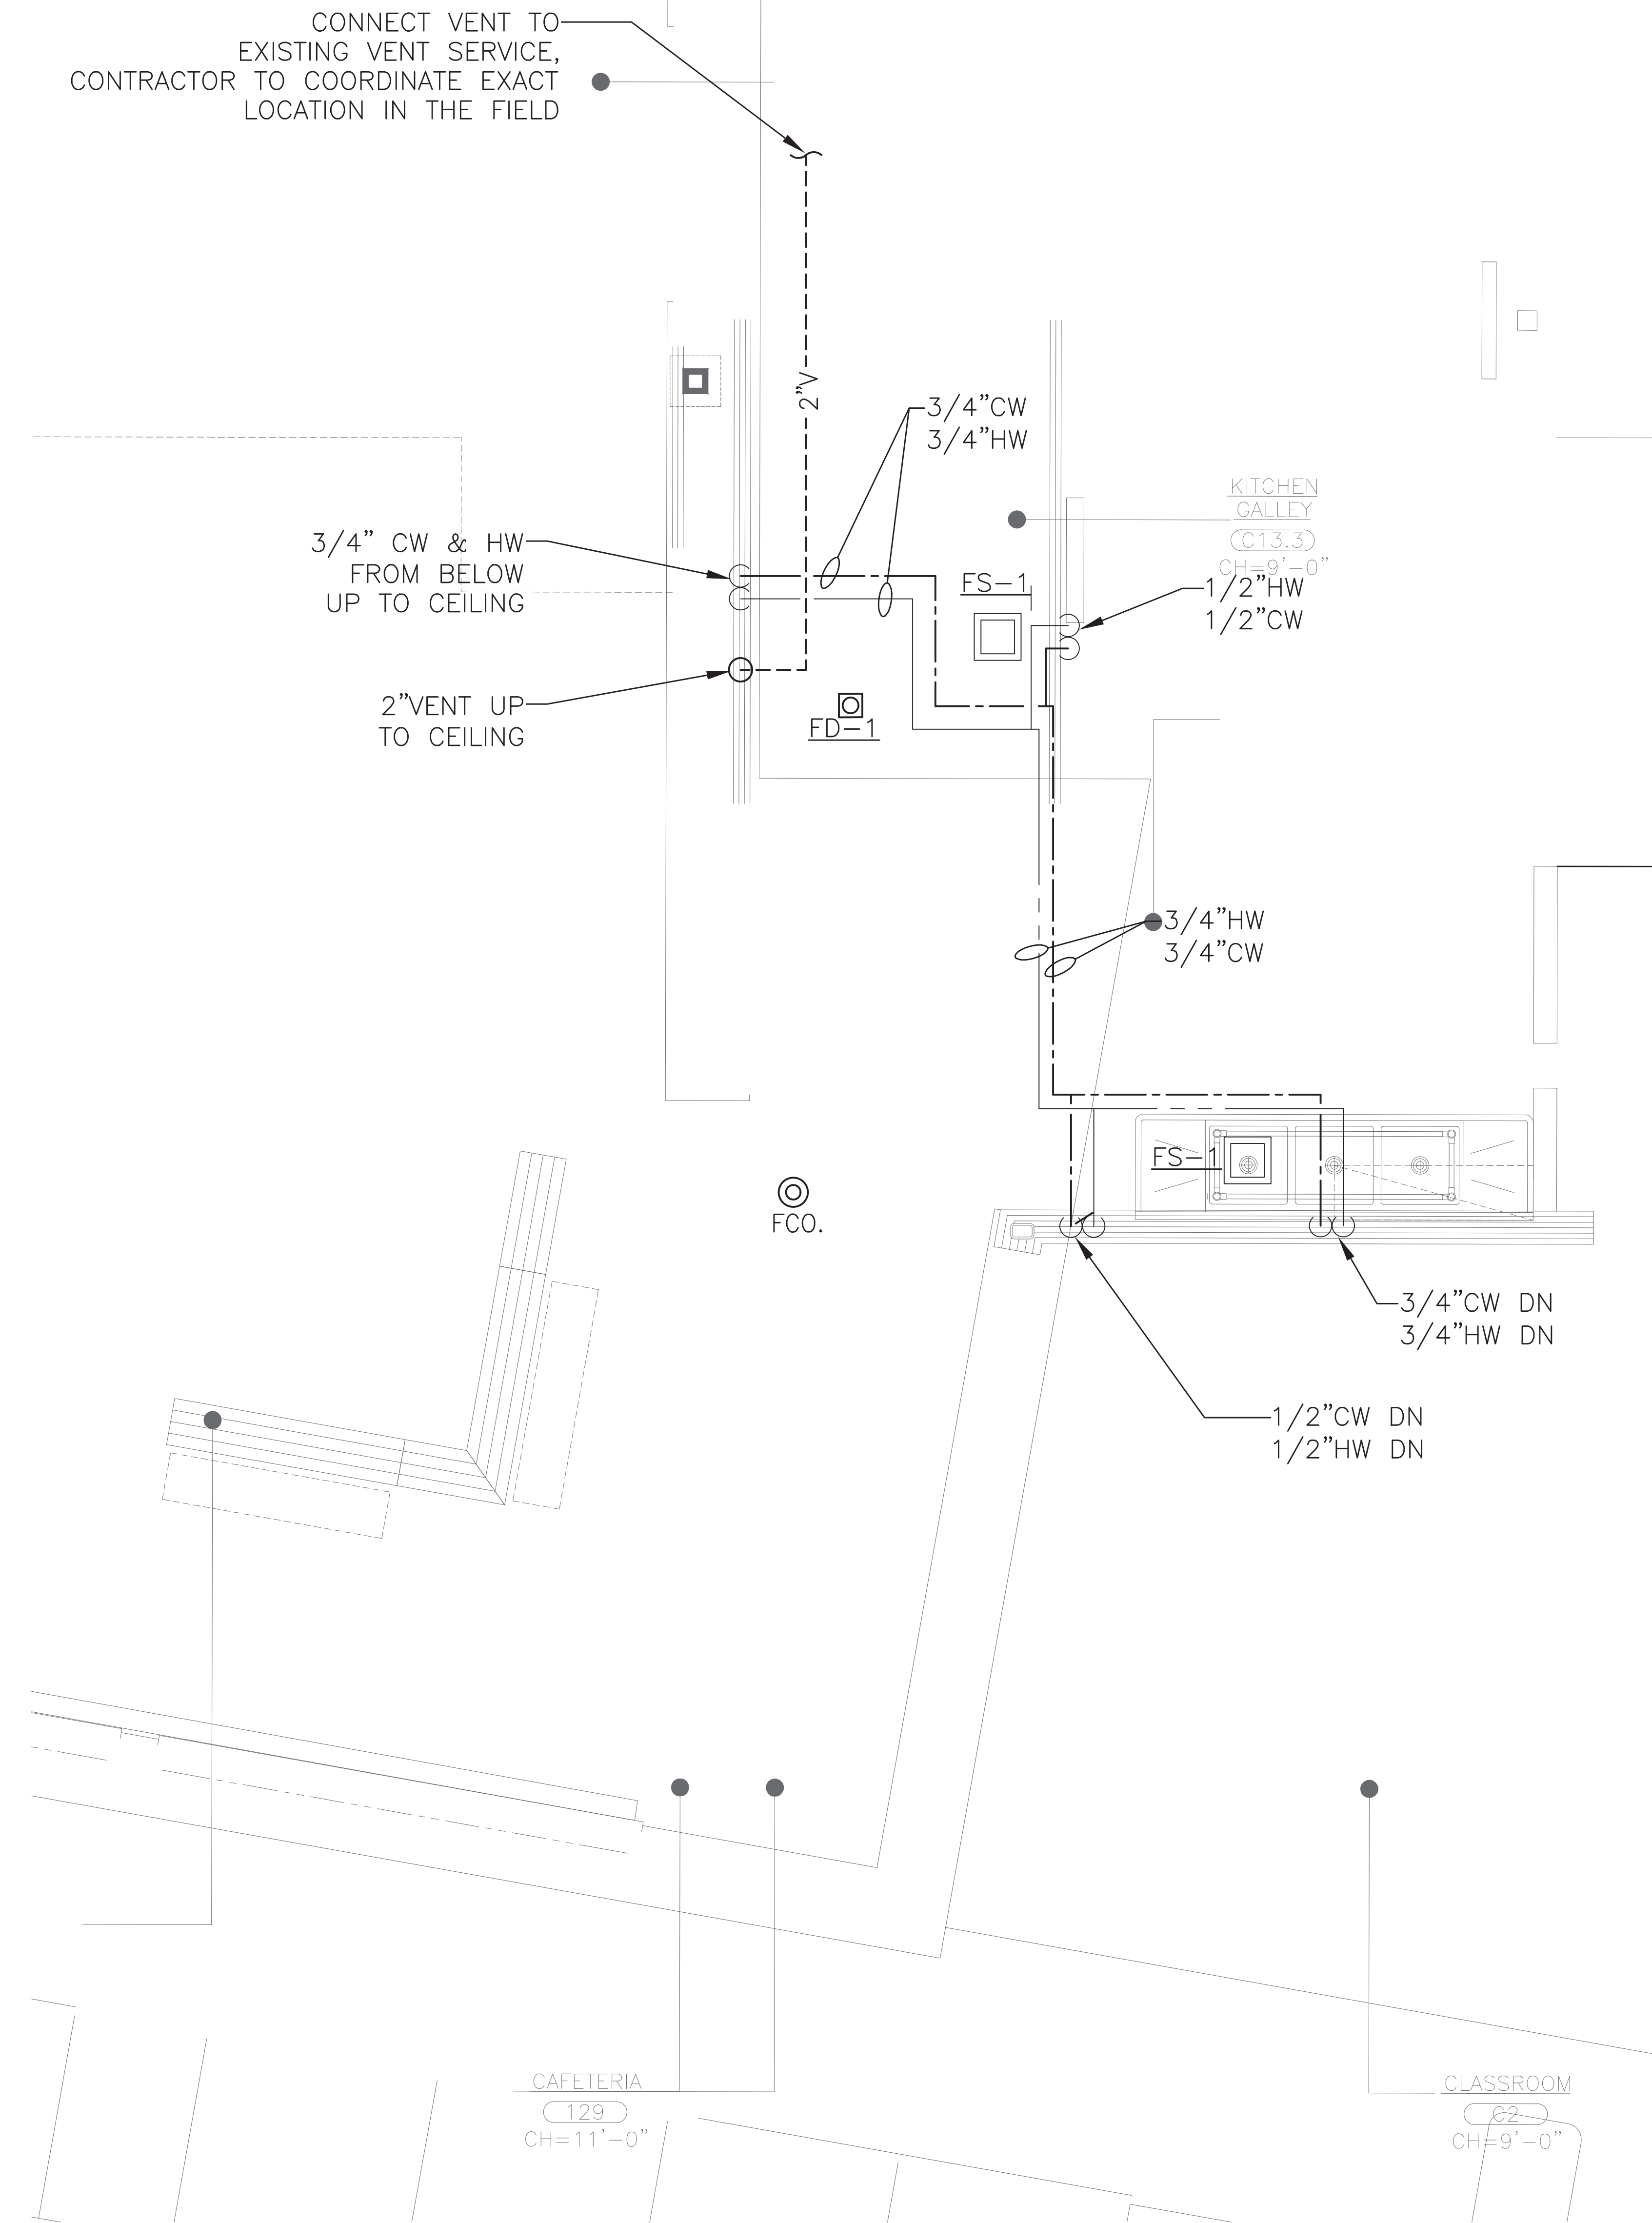 CONNECT VENT TO
EXISTING VENT SERVICE,
CONTRACTOR TO COORDINATE EXACT
LOCATION IN THE FIELD
2"V
3/4"CW
3/4"HW
KITCHEN
GALLEY
C13.3
CH=9'-0"
3/4" CW & HW
FROM BELOW
UP TO CEILING
FS-1
1/2"HW
1/2"CW
2"VENT UP
TO CEILING
FD-1
3/4"HW
3/4"CW
FS-1
FCO.
3/4"CW DN
3/4"HW DN
1/2"CW DN
1/2"HW DN
CAFETERIA
129
CH=11'-0"
CLASSROOM
C2
CH=9'-0"